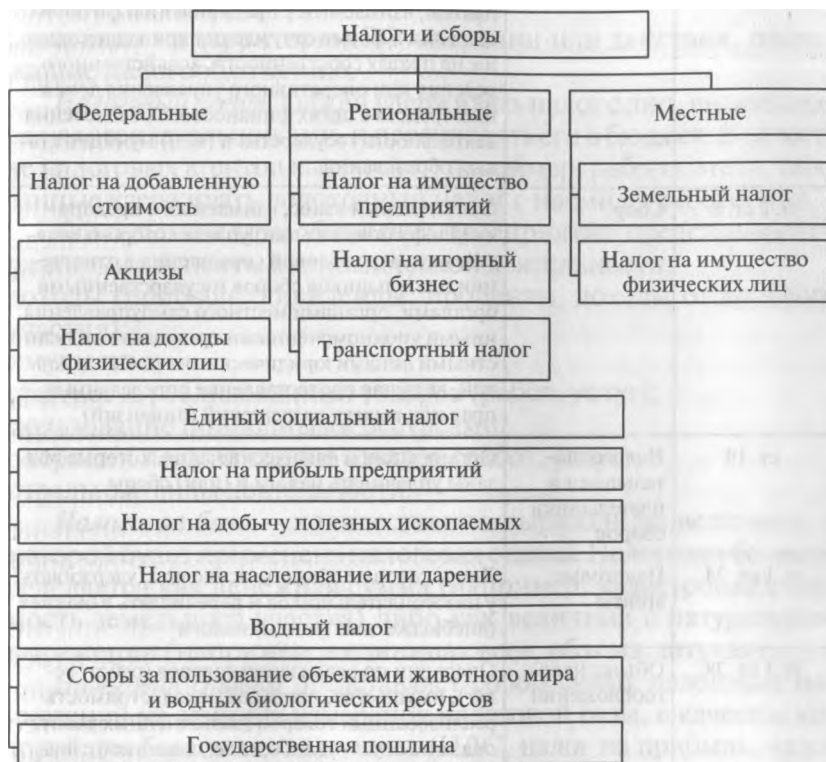 Налоги и сборы
Федеральные
Региональные
Местные
Налог на добавленную
стоимость
Налог на имущество
предприятий
Земельный налог
Акцизы
Налог на игорный
бизнес
Налог на имущество
физических лиц
Налог на доходы
физических лиц
Транспортный налог
Единый социальный налог
Налог на прибыль предприятий
Налог на добычу полезных ископаемых
Налог на наследование или дарение
Водный налог
Сборы за пользование объектами животного мира
и водных биологических ресурсов
Государственная пошлина